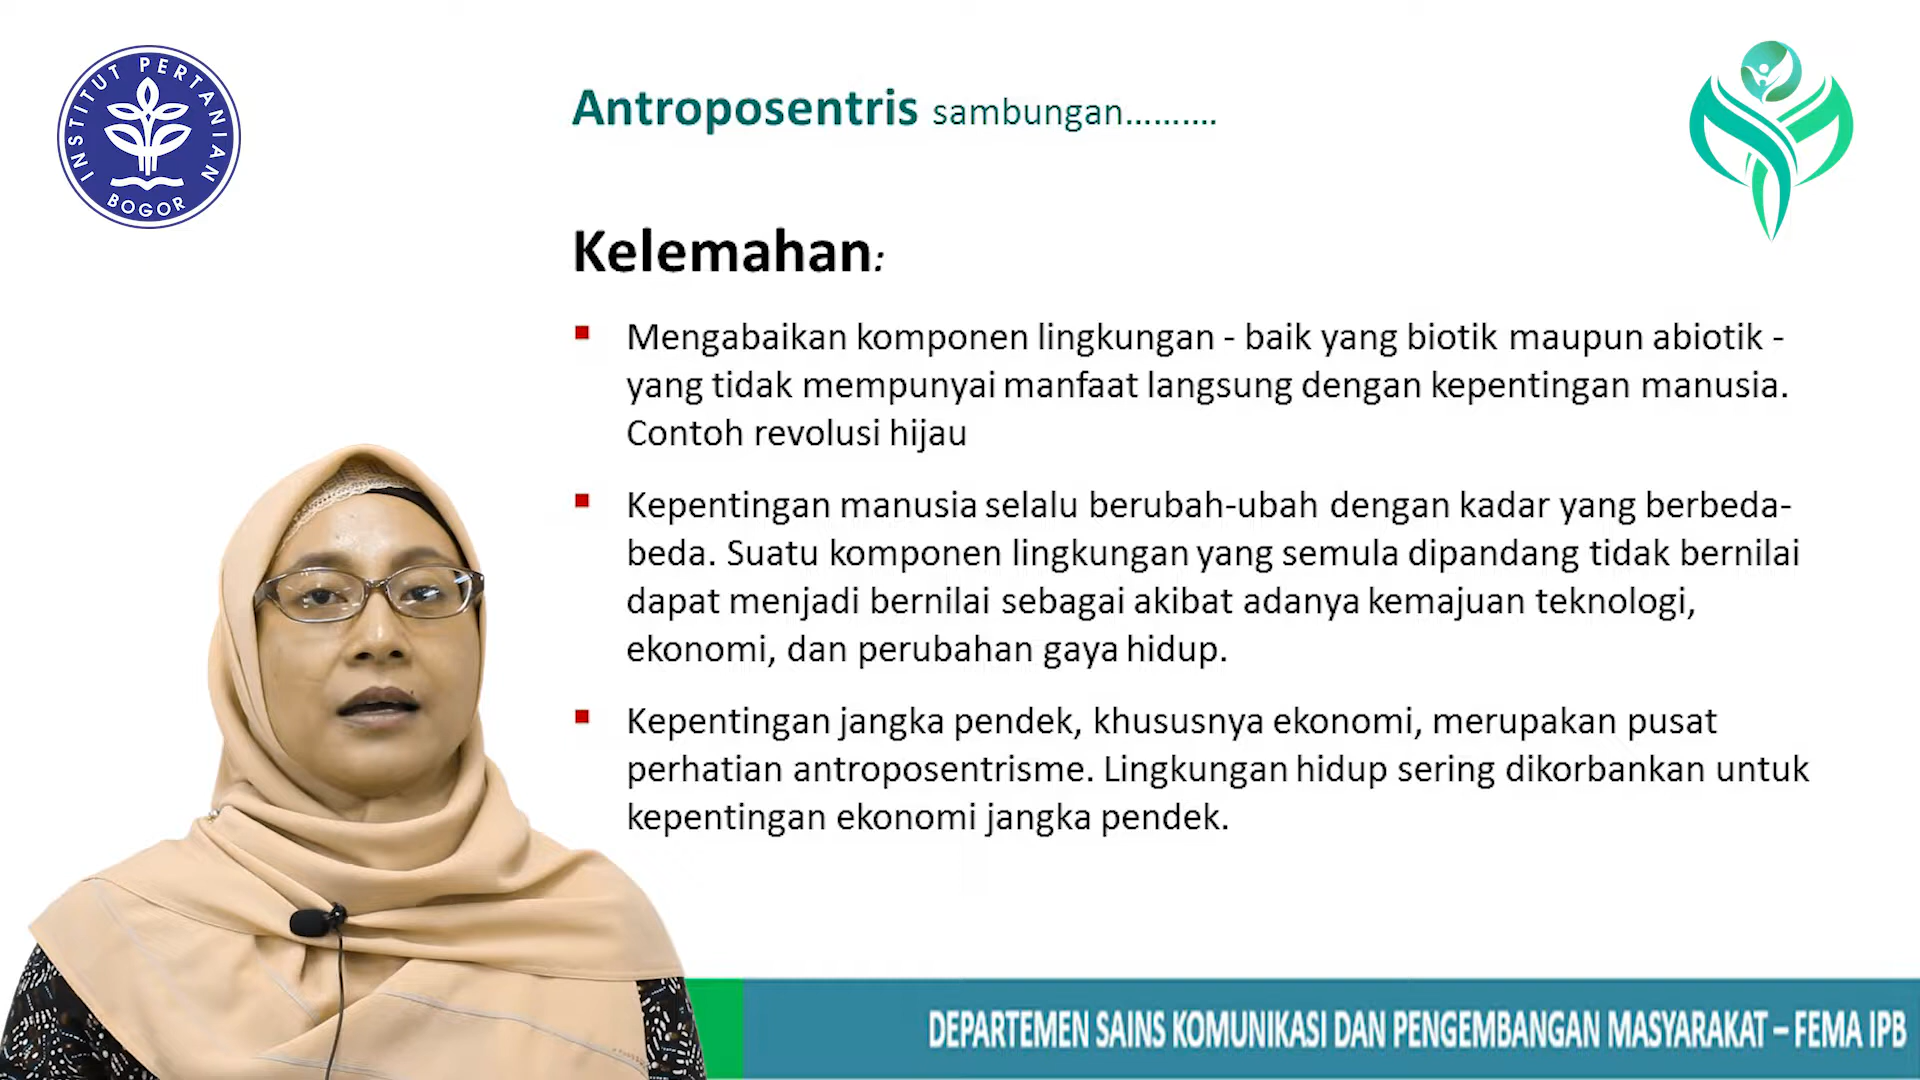 INSTITUT PERTANIAN
BOGOR
Antroposentris sambungan..........
Kelemahan:
Mengabaikan komponen lingkungan - baik yang biotik maupun abiotik -
yang tidak mempunyai manfaat langsung dengan kepentingan manusia.
Contoh revolusi hijau
Kepentingan manusia selalu berubah-ubah dengan kadar yang berbeda-
beda. Suatu komponen lingkungan yang semula dipandang tidak bernilai
dapat menjadi bernilai sebagai akibat adanya kemajuan teknologi,
ekonomi, dan perubahan gaya hidup.
Kepentingan jangka pendek, khususnya ekonomi, merupakan pusat
perhatian antroposentrisme. Lingkungan hidup sering dikorbankan untuk
kepentingan ekonomi jangka pendek.
DEPARTEMEN SAINS KOMUNIKASI DAN PENGEMBANGAN MASYARAKAT – FEMA IPB